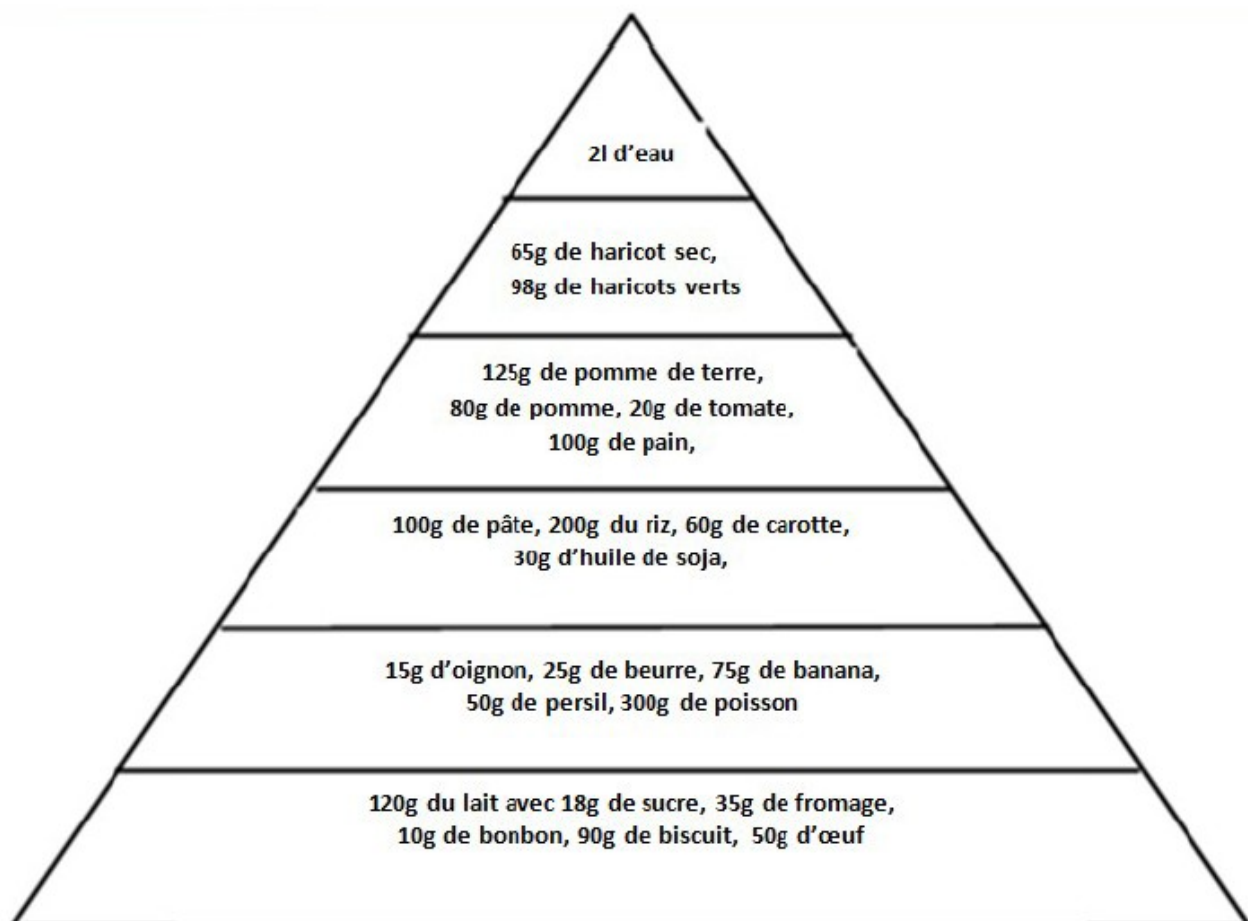 2l d’eau
65g de haricot sec,
98g de haricots verts
125g de pomme de terre,
80g de pomme, 20g de tomate,
100g de pain,
100g de pâte, 200g du riz, 60g de carotte,
30g d’huile de soja,
15g d’oignon, 25g de beurre, 75g de banana,
50g de persil, 300g de poisson
120g du lait avec 18g de sucre, 35g de fromage,
10g de bonbon, 90g de biscuit, 50g d’œuf